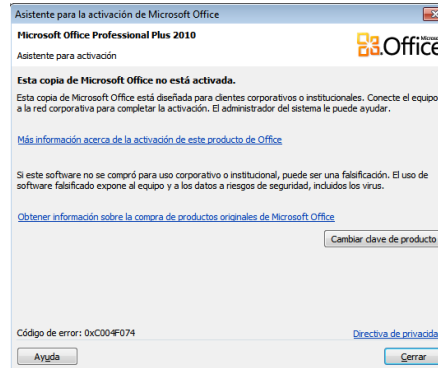 Asistente para la activación de Microsoft Office
Microsoft Office Professional Plus 2010
Asistente para activación
Office
Esta copia de Microsoft Office no está activada.
Esta copia de Microsoft Office está diseñada para clientes corporativos o institucionales. Conecte el equipo
a la red corporativa para completar la activación. El administrador del sistema le puede ayudar.
Más información acerca de la activación de este producto de Office
Si este software no se compró para uso corporativo o institucional, puede ser una falsificación. El uso de
software falsificado expone al equipo y a los datos a riesgos de seguridad, incluidos los virus.
Obtener información sobre la compra de productos originales de Microsoft Office
Cambiar clave de producto
Código de error: 0xC004F074
Directiva de privacida
Ayuda
Cerrar